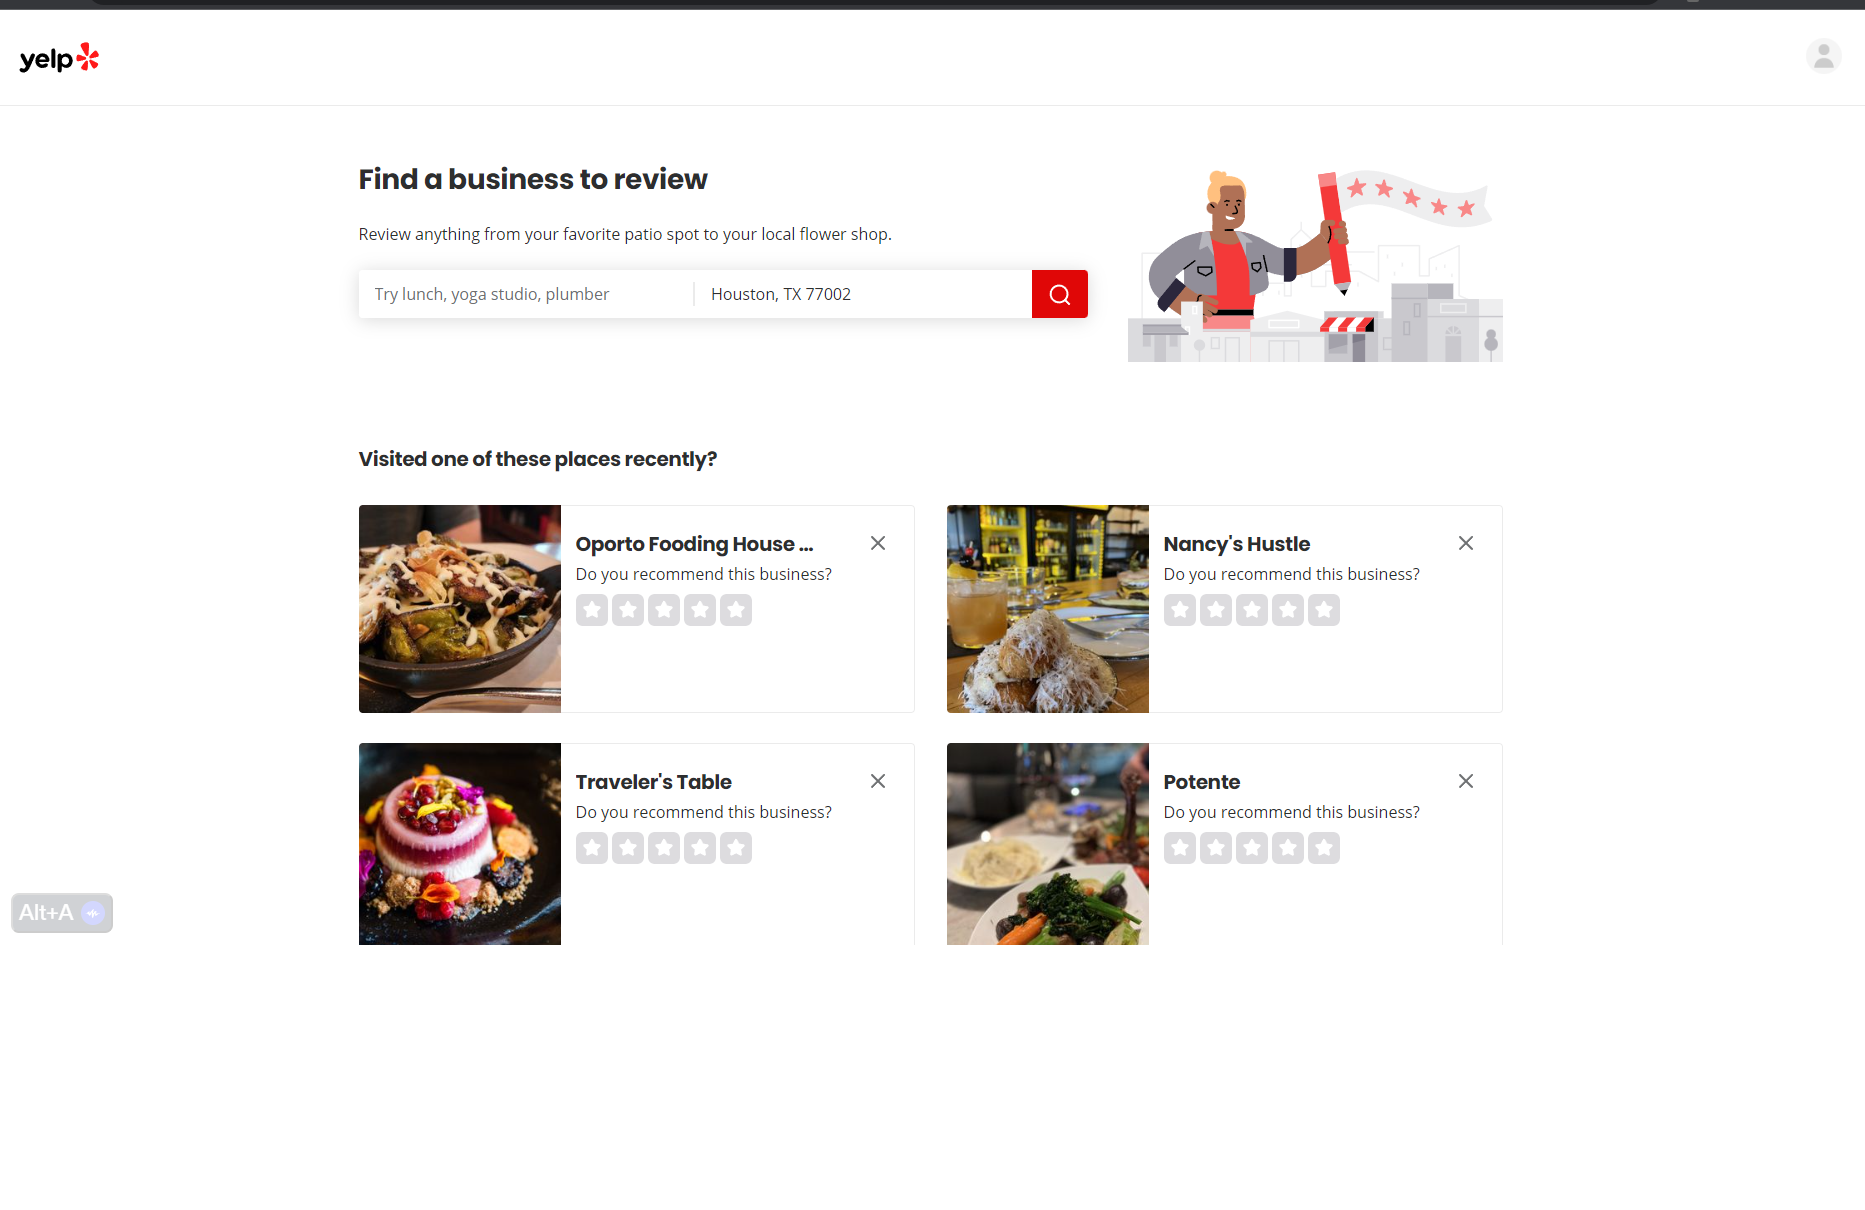 yelp
Find a business to review
Review anything from your favorite patio spot to your local flower shop.
Try lunch, yoga studio, plumber
Houston, TX 77002
Visited one of these places recently?
Oporto Fooding House ...
Do you recommend this business?
Nancy's Hustle
Do you recommend this business?
Traveler's Table
Do you recommend this business?
Potente
Do you recommend this business?
Alt+A